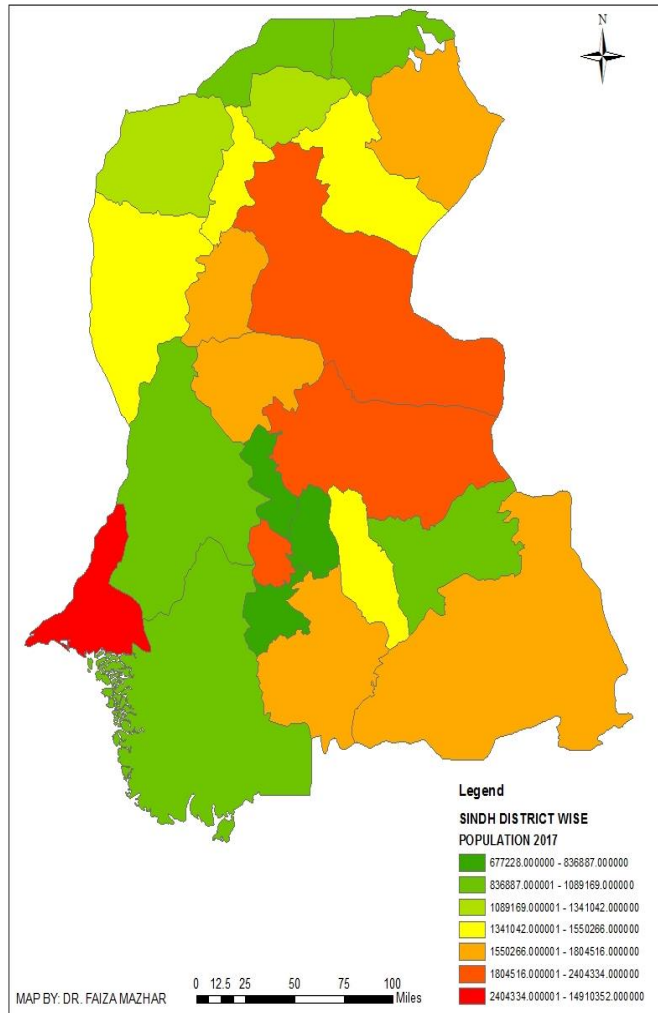 N
Legend
SINDH DISTRICT WISE
POPULATION 2017
677228.000000 - 836887.000000
836887.000001 - 1089169.000000
1089169.000001 - 1341042.000000
1341042.000001 - 1550266.000000
1550266.000001 - 1804516.000000
1804516.000001 - 2404334.000000
2404334.000001 - 14910352.000000
MAP BY: DR. FAIZA MAZHAR
0 12.5 25 50 75 100
Miles